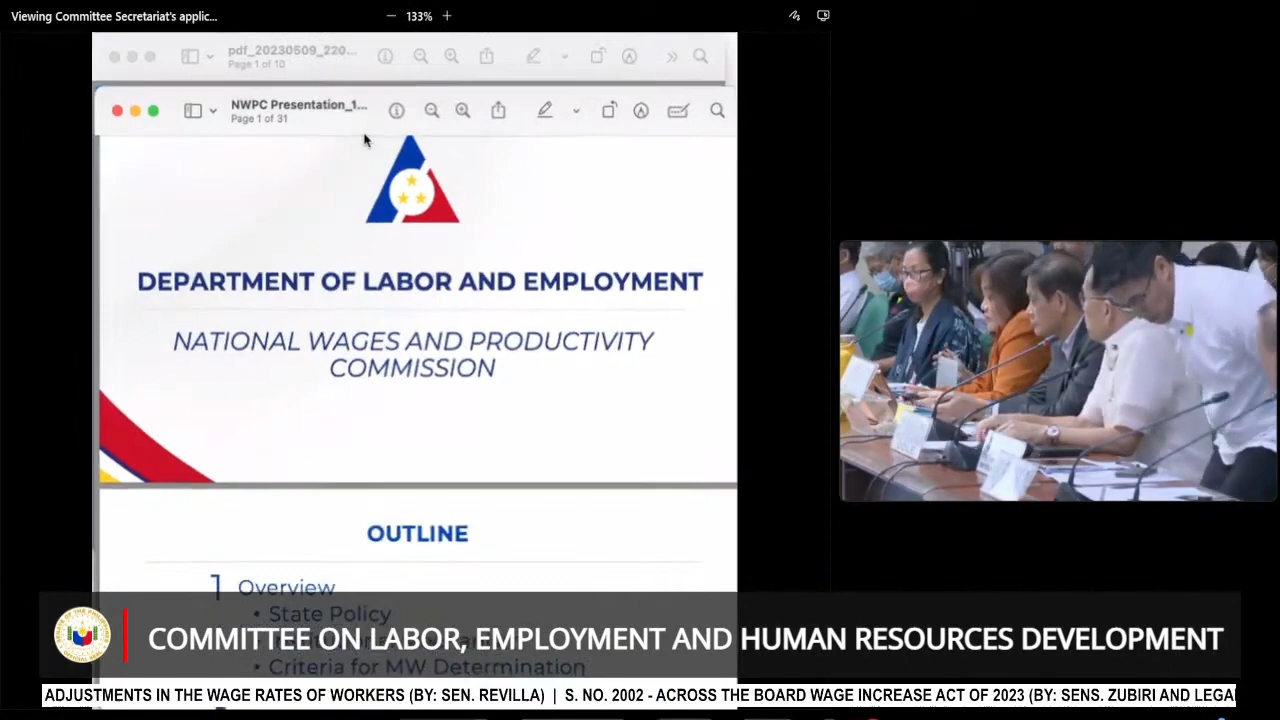 Viewing Committee Secretariat's applic...
133%
pdf_20230509_220...
Page 1 of 10
NWPC Presentation_1...
Page 1 of 31
DEPARTMENT OF LABOR AND EMPLOYMENT
NATIONAL WAGES AND PRODUCTIVITY
COMMISSION
OUTLINE
1 Overview
• State Policy
• Criteria for MW Determination
COMMITTEE ON LABOR, EMPLOYMENT AND HUMAN RESOURCES DEVELOPMENT
ADJUSTMENTS IN THE WAGE RATES OF WORKERS (BY: SEN. REVILLA) | S. NO. 2002 - ACROSS THE BOARD WAGE INCREASE ACT OF 2023 (BY: SENS. ZUBIRI AND LEGA